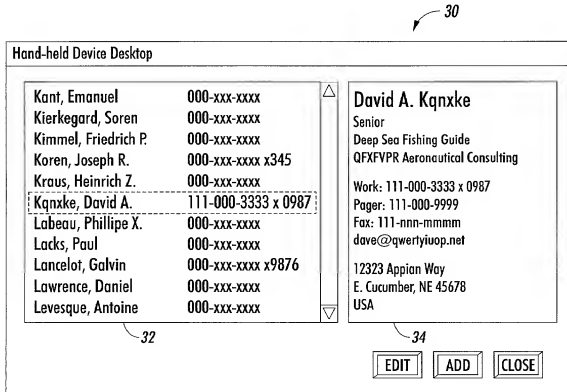 30
Hand-held Device Desktop
Kant, Emanuel 000-xxx-xxxx
Kierkegard, Soren 000-xxx-xxxx
Kimmel, Friedrich P. 000-xxx-xxxx
Koren, Joseph R. 000-xxx-xxxx x345
Kraus, Heinrich Z. 000-xxx-xxxx
Kqnxke, David A. 111-000-3333 x 0987
Labeau, Phillipe X. 000-xxx-xxxx
Lacks, Paul 000-xxx-xxxx
Lancelot, Galvin 000-xxx-xxxx x9876
Lawrence, Daniel 000-xxx-xxxx
Levesque, Antoine 000-xxx-xxxx
32
David A. Kqnxke
Senior
Deep Sea Fishing Guide
QFXFVPR Aeronautical Consulting
Work: 111-000-3333 x 0987
Pager: 111-000-9999
Fax: 111-nnn-mmmm
dave@qwertyiuop.net
12323 Appian Way
E. Cucumber, NE 45678
USA
34
EDIT ADD CLOSE